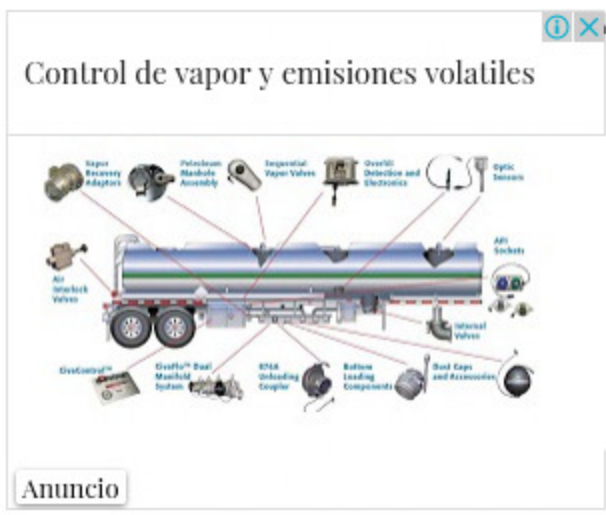 Control de vapor y emisiones volatiles
Vapor
Recovery
Adaptors
Petroleum
Manhole
Assembly
Sequential
Vapor Valves
Overfill
Detection and
Electronics
Optic
Sensors
Air
Interlock
Valves
API
Sockets
Internal
Valves
CivaControl™
CivaFlo™ Dual
Manifold
System
Unloading
Coupler
Bottom
Loading
Components
Dust Caps
and Accessories
Anuncio